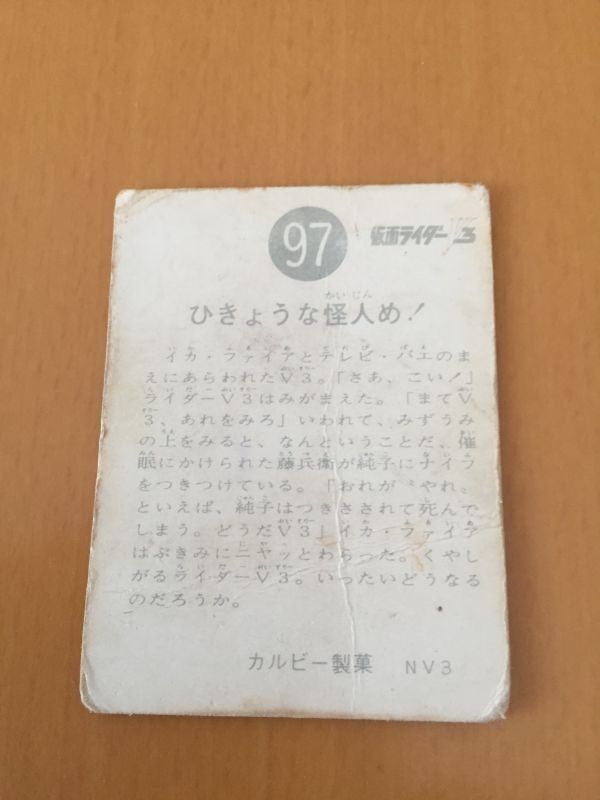 97
仮面ライダーV3
ひきょうな怪人め!
イカ・ファイアとテレビ・バエのま
えにあらわれたV3。「さあ、こい!」
ライダーV3はみがまえた。「まてV
3、あれをみろ」いわれて、みずうみ
の上をみると、なんということだ、催
眠にかけられた藤兵衛が純子にナイフ
をつきつけている。「おれが〝やれ〟
といえば、純子はつきさされて死んで
しまう。どうだV3」イカ・ファイア
はぶきみにニヤッとわらった。くやし
がるライダーV3。いったいどうなる
のだろうか。
カルビー製菓 NV3